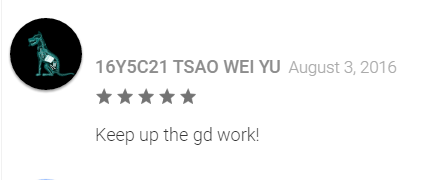 16Y5C21 TSAO WEI YU August 3, 2016
Keep up the gd work!